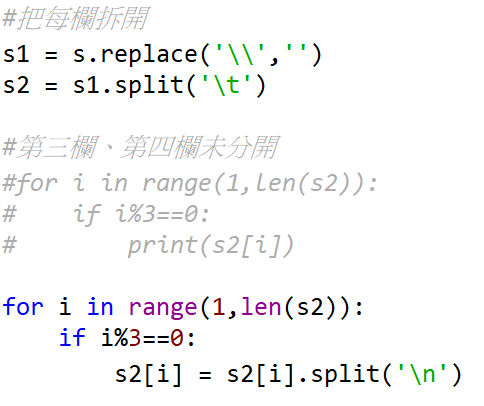 #把每欄拆開
s1 = s.replace('\\','')
s2 = s1.split('\t')
#第三欄、第四欄未分開
#for i in range(1,len(s2)):
#    if i%3==0:
#        print(s2[i])
for i in range(1,len(s2)):
    if i%3==0:
        s2[i] = s2[i].split('\n')